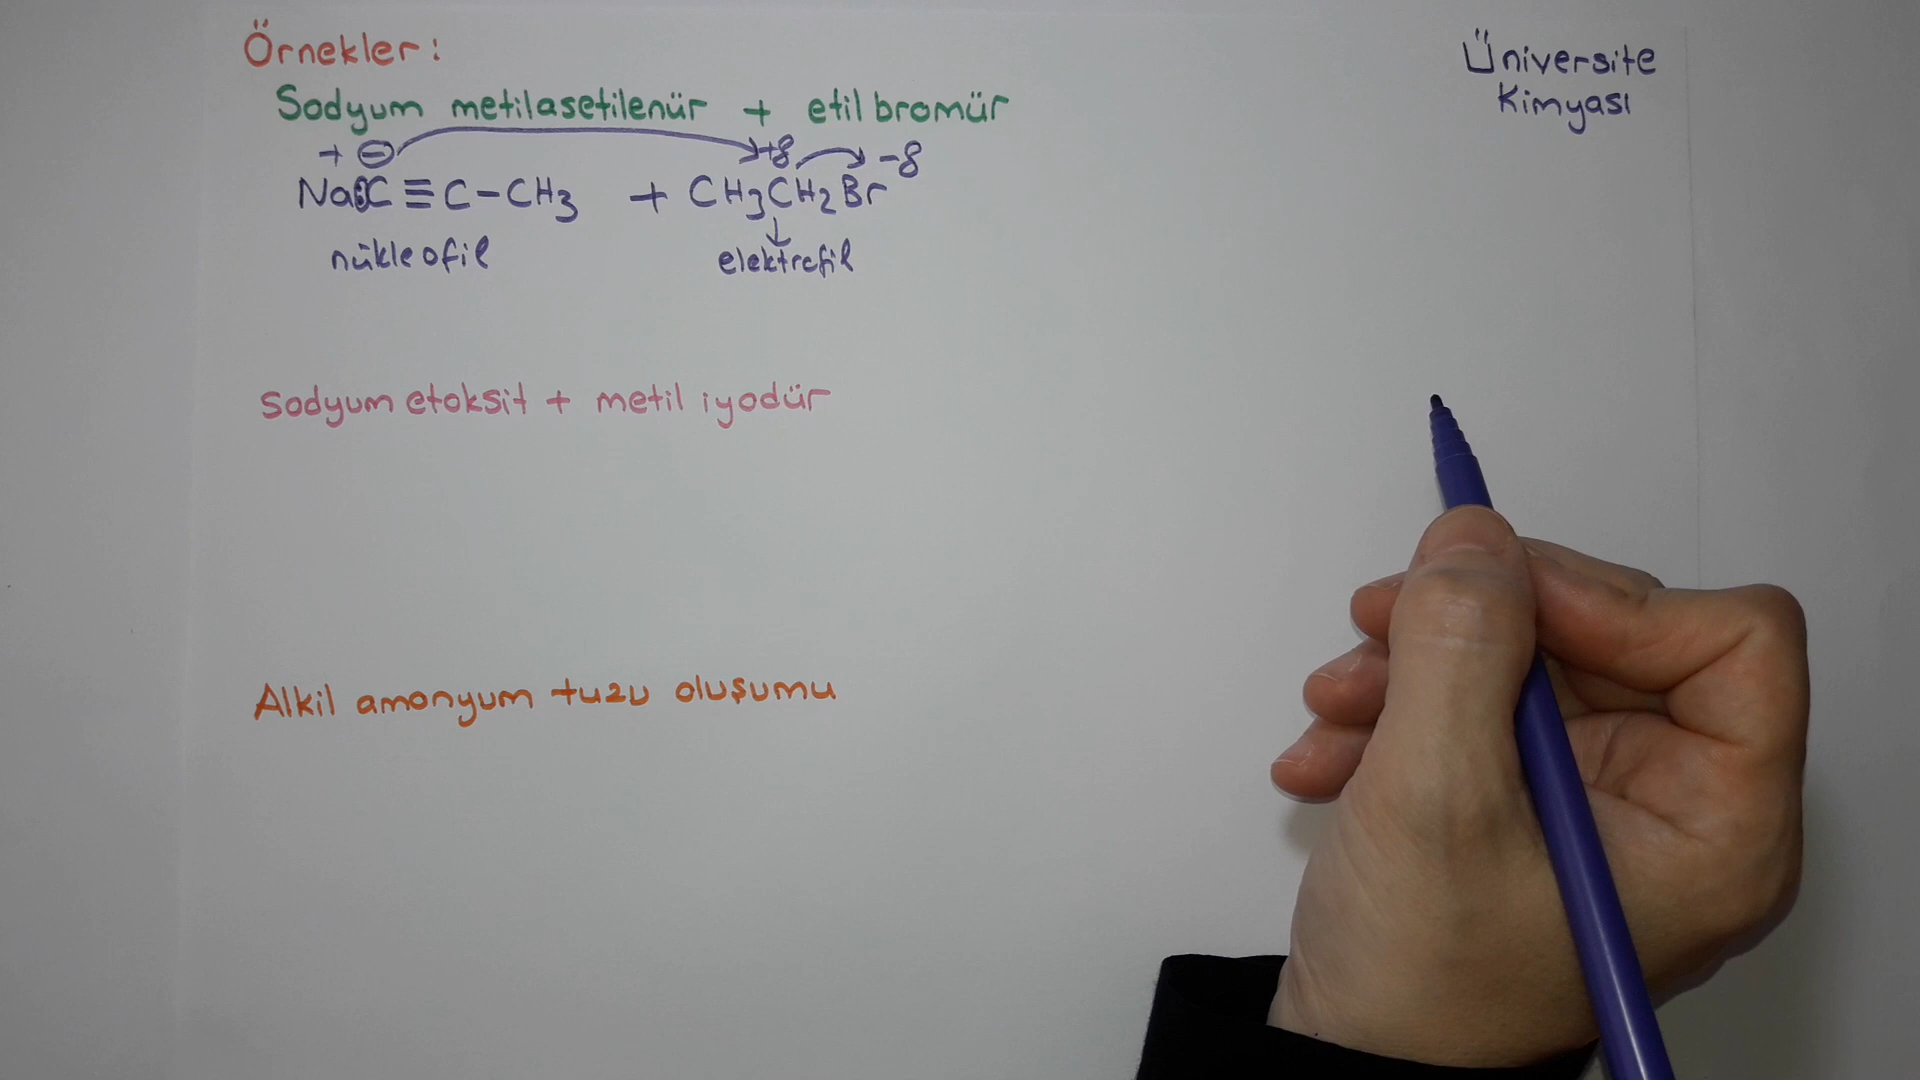 Örnekler:
Sodyum metilasetilenür + etil bromür
+ ⊖ +δ -δ
Na:C≡C-CH3 + CH3CH2Br
nükleofil elektrofil
Sodyum etoksit + metil iyodür
Alkil amonyum tuzu oluşumu
Üniversite
Kimyası